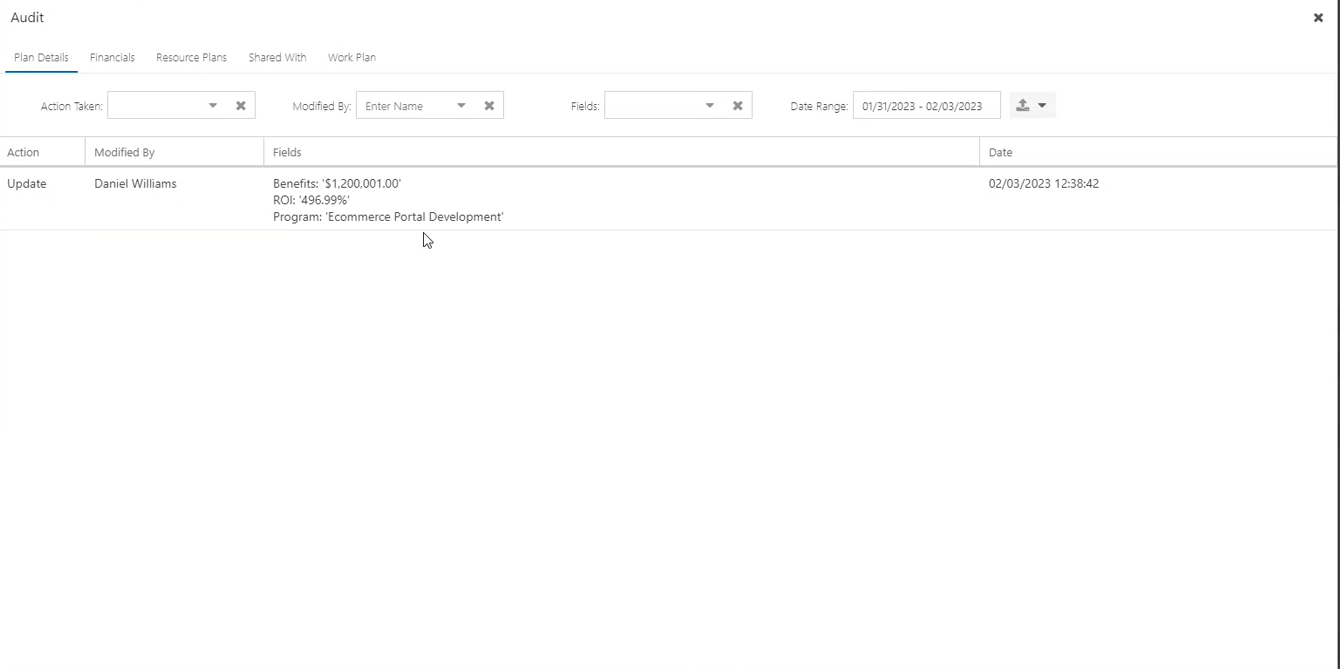 Audit
Plan Details Financials Resource Plans Shared With Work Plan
Action Taken: Modified By: Enter Name Fields: Date Range: 01/31/2023 - 02/03/2023
Action Modified By Fields Date
Update Daniel Williams Benefits: '$1,200,001.00' 02/03/2023 12:38:42
ROI: '496.99%'
Program: 'Ecommerce Portal Development'